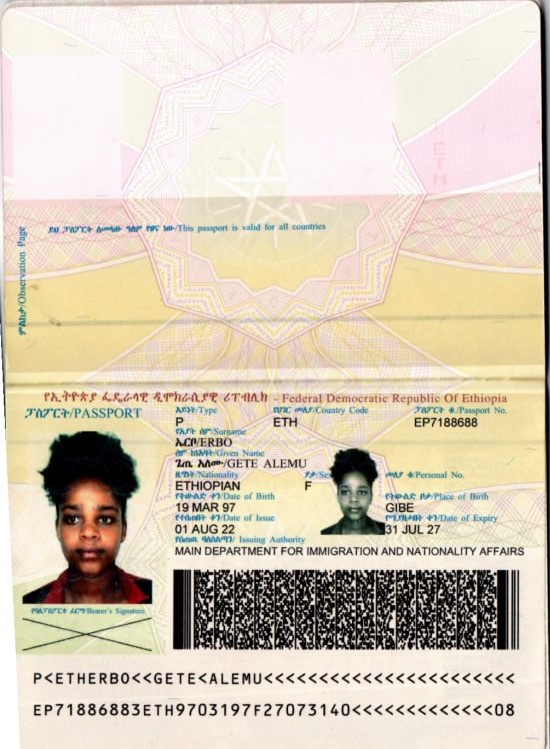 ETH
ይህ ፓስፖርት ለመላው ዓለም የፀና ነው/This passport is valid for all countries
ምልከታ/Observation Page
የኢትዮጵያ ፌዴራላዊ ዲሞክራሲያዊ ሪፐብሊክ - Federal Democratic Republic Of Ethiopia
ፓስፖርት/PASSPORT
ዓይነት/Type
የሀገር መለያ/Country Code
ፓስፖርት ቁ./Passport No.
P
ETH
EP7188688
የአያት ስም/Surname
ኤርቦ/ERBO
ስም ከነአባት/Given Name
ጌጤ አለሙ/GETE ALEMU
ዜግነት/Nationality
ፆታ/Sex
መለያ ቁ./Personal No.
ETHIOPIAN
F
የትውልድ ቀን/Date of Birth
የትውልድ ቦታ/Place of Birth
19 MAR 97
GIBE
የተሰጠበት ቀን/Date of Issue
የሚያበቃበት ቀን/Date of Expiry
01 AUG 22
31 JUL 27
Issuing Authority
MAIN DEPARTMENT FOR IMMIGRATION AND NATIONALITY AFFAIRS
የባለፓስፖርት ፊርማ/Bearer's Signature
P<ETHERBO<<GETE<ALEMU<<<<<<<<<<<<<<<<<<<<<<<
EP71886883ETH9703197F27073140<<<<<<<<<<<<<08